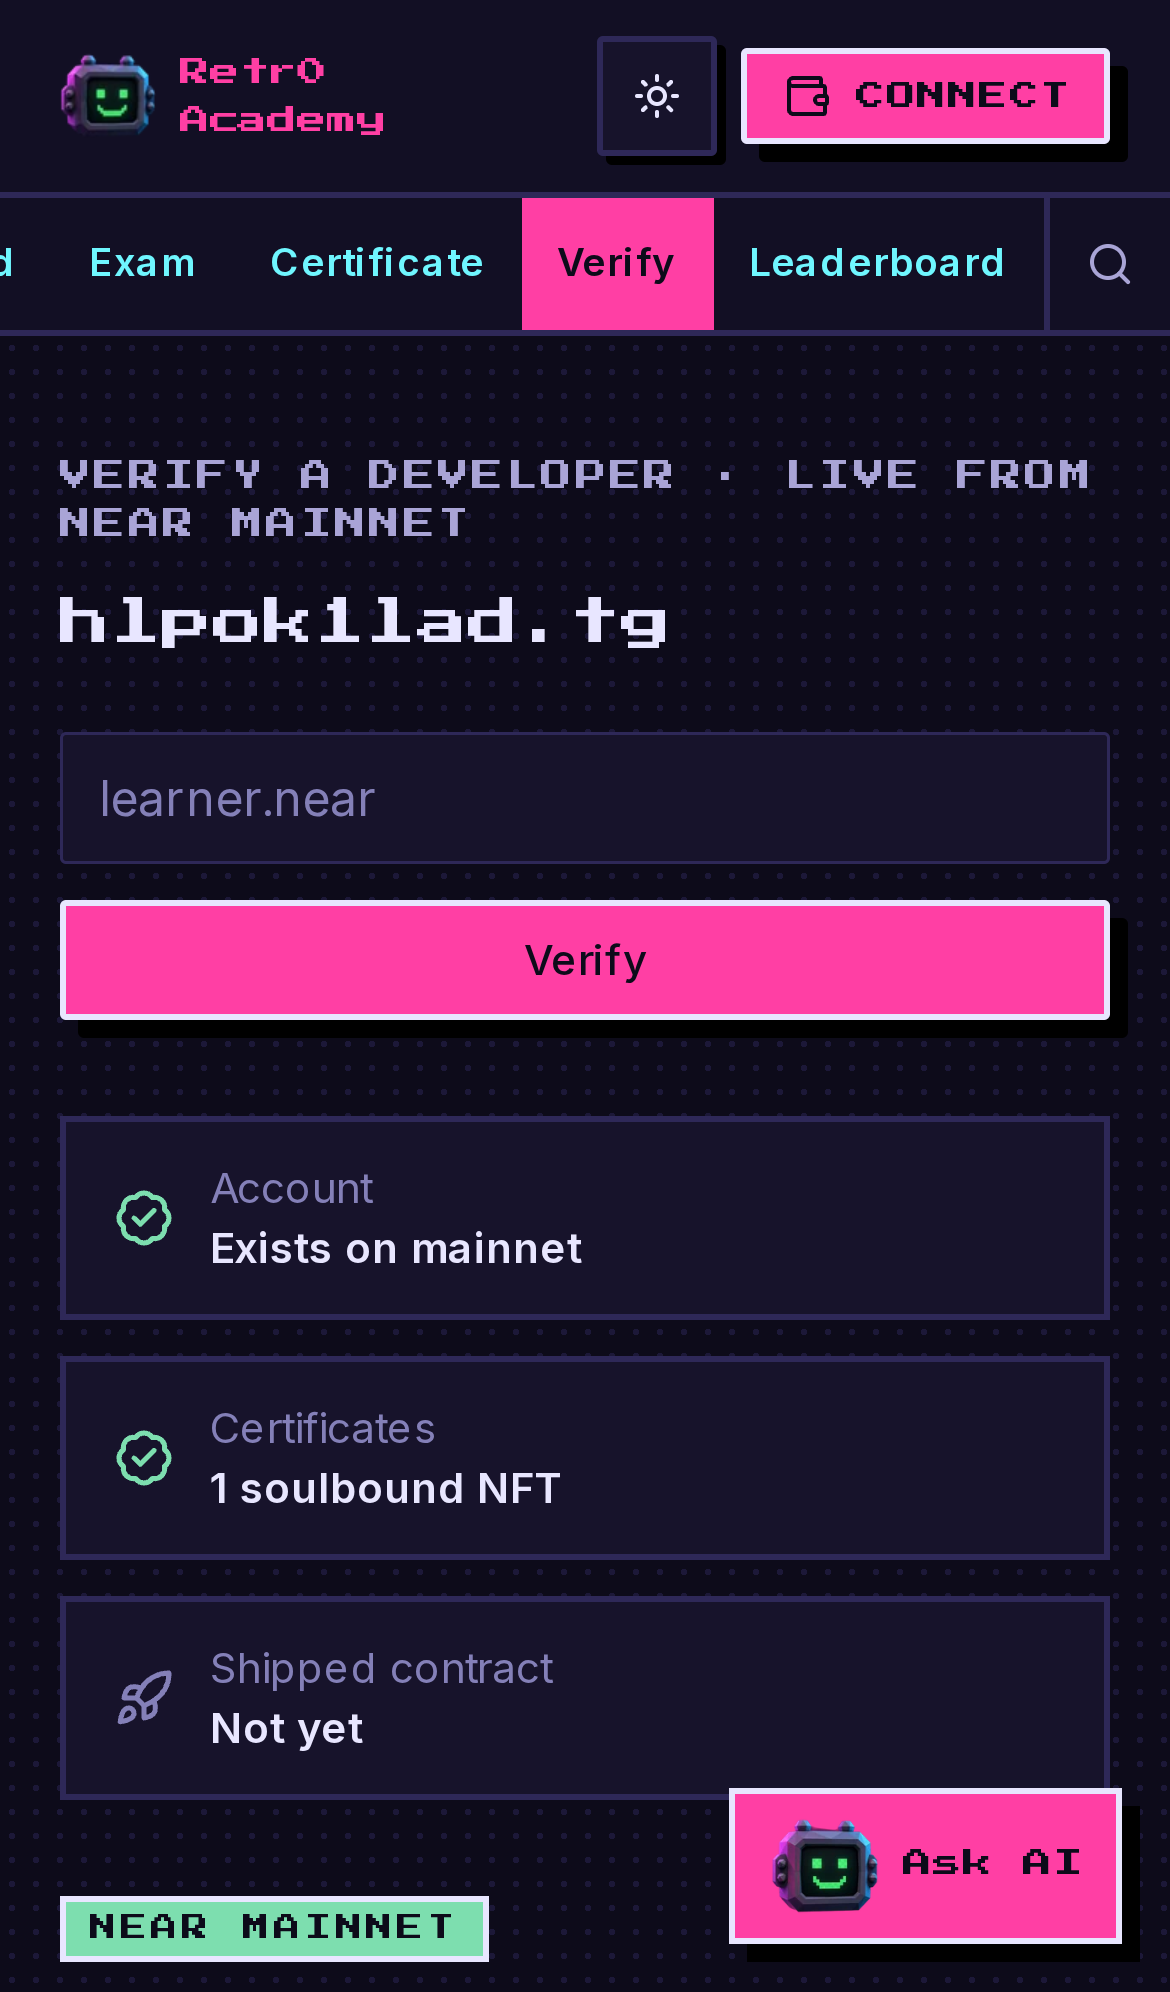 RetrO
Academy
CONNECT
d
Exam
Certificate
Verify
Leaderboard
VERIFY A DEVELOPER · LIVE FROM
NEAR MAINNET
hlpok1lad.tg
learner.near
Verify
Account
Exists on mainnet
Certificates
1 soulbound NFT
Shipped contract
Not yet
Ask AI
NEAR MAINNET